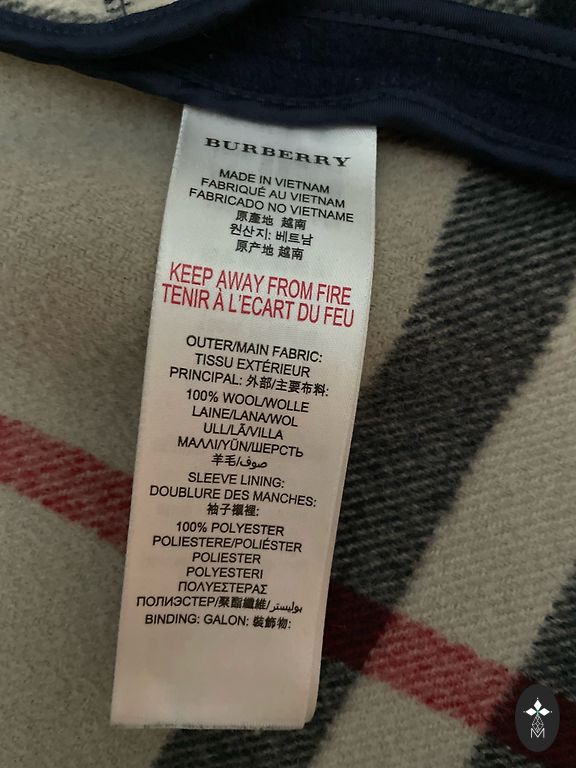 BURBERRY
MADE IN VIETNAM
FABRIQUÉ AU VIETNAM
FABRICADO NO VIETNAME
原產地 越南
원산지: 베트남
原产地 越南
KEEP AWAY FROM FIRE
TENIR À L'ECART DU FEU
OUTER/MAIN FABRIC:
TISSU EXTÉRIEUR
PRINCIPAL: 外部/主要布料:
100% WOOL/WOLLE
LAINE/LANA/WOL
ULL/LÃ/VILLA
ΜΑΛΛΙ/YÜN/ШЕРСТЬ
羊毛/صوف
SLEEVE LINING:
DOUBLURE DES MANCHES:
袖子襯裡:
100% POLYESTER
POLIESTERE/POLIÉSTER
POLIESTER
POLYESTERI
ΠΟΛΥΕΣΤΕΡΑΣ
ПОЛИЭСТЕР/聚酯纖維/بوليستر
BINDING: GALON: 裝飾物:
M